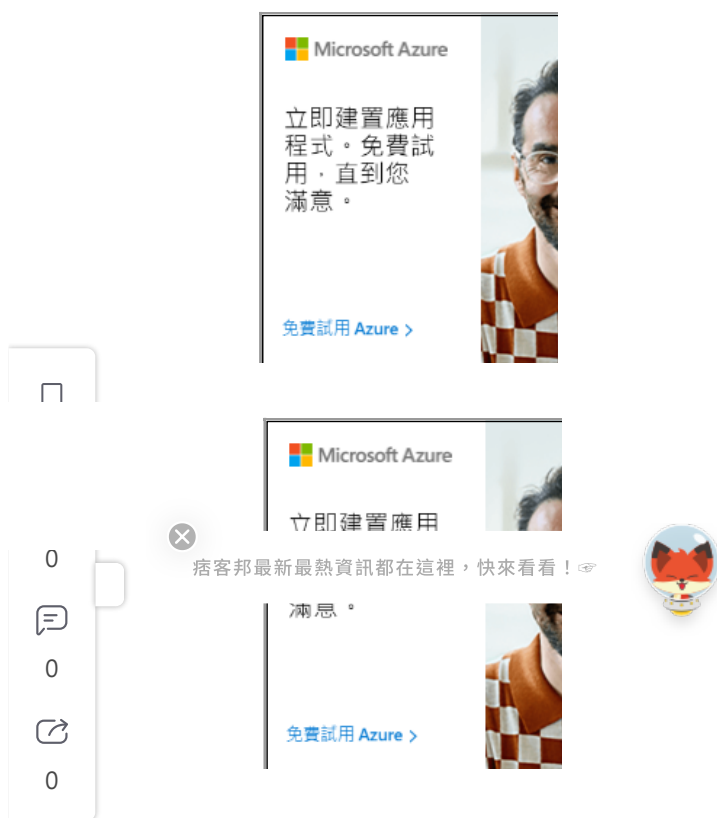 Microsoft Azure
立即建置應用
程式。免費試
用，直到您
滿意。
免費試用 Azure >
Microsoft Azure
立即建置應用
0
痞客邦最新最熱資訊都在這裡，快來看看！☞
滿意。
0
免費試用 Azure >
0